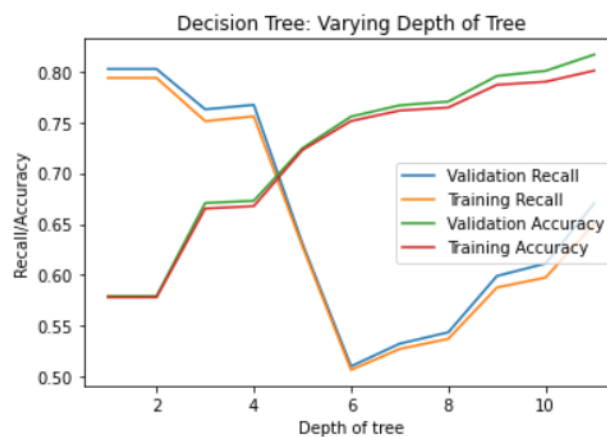 Decision Tree: Varying Depth of Tree
Recall/Accuracy
0.80
0.75
0.70
0.65
0.60
0.55
0.50
Validation Recall
Training Recall
Validation Accuracy
Training Accuracy
2 4 6 8 10
Depth of tree